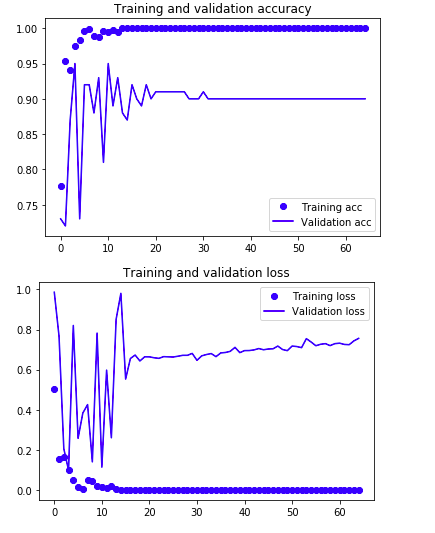 Training and validation accuracy
1.00
0.95
0.90
0.85
0.80
0.75
Training acc
Validation acc
0 10 20 30 40 50 60
Training and validation loss
1.0
0.8
0.6
0.4
0.2
0.0
Training loss
Validation loss
0 10 20 30 40 50 60